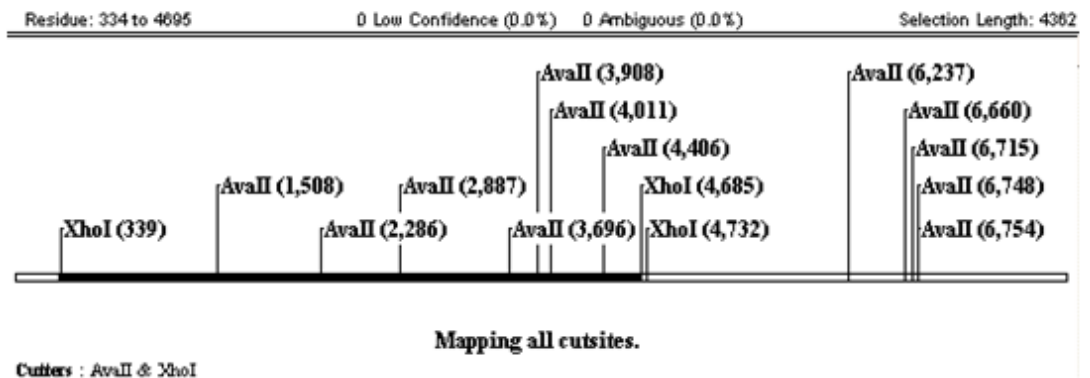 Residue: 334 to 4695 0 Low Confidence (0.0%) 0 Ambiguous (0.0%) Selection Length: 4362
AvaII (3,908) AvaII (6,237)
AvaII (4,011) AvaII (6,660)
AvaII (4,406) AvaII (6,715)
AvaII (1,508) AvaII (2,887) XhoI (4,685) AvaII (6,748)
XhoI (339) AvaII (2,286) AvaII (3,696) XhoI (4,732) AvaII (6,754)
Mapping all cutsites.
Cutters : AvaII & XhoI